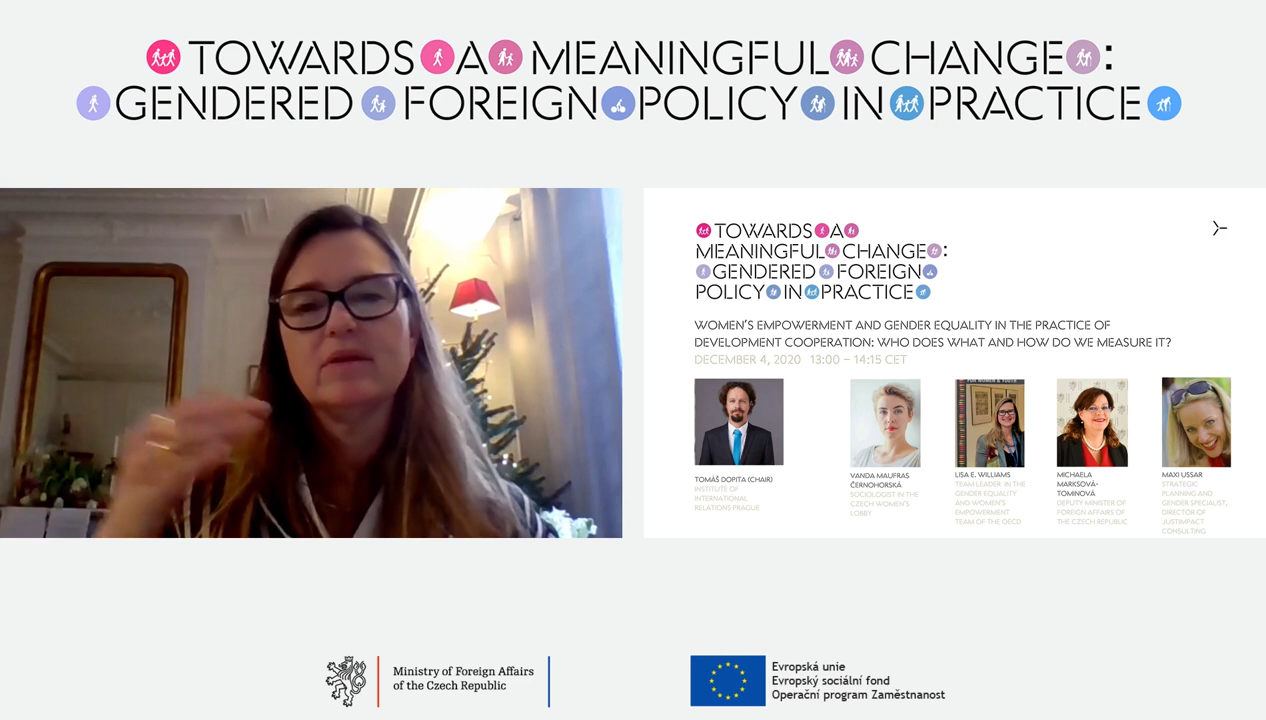 TOWARDS A MEANINGFUL CHANGE :
GENDERED FOREIGN POLICY IN PRACTICE
TOWARDS A
MEANINGFUL CHANGE :
GENDERED FOREIGN
POLICY IN PRACTICE
WOMEN'S EMPOWERMENT AND GENDER EQUALITY IN THE PRACTICE OF
DEVELOPMENT COOPERATION: WHO DOES WHAT AND HOW DO WE MEASURE IT?
DECEMBER 4, 2020 13:00 – 14:15 CET
TOMÁŠ DOPITA (CHAIR)
INSTITUTE OF
INTERNATIONAL
RELATIONS PRAGUE
VANDA MAUFRAS
ČERNOHORSKÁ
SOCIOLOGIST IN THE
CZECH WOMEN'S
LOBBY
FOR WOMEN & YOUTH
LISA E. WILLIAMS
TEAM LEADER, IN THE
GENDER EQUALITY
AND WOMEN'S
EMPOWERMENT
TEAM OF THE OECD
MICHAELA
MARKSOVÁ-
TOMINOVÁ
DEPUTY MINISTER OF
FOREIGN AFFAIRS OF
THE CZECH REPUBLIC
MAXI USSAR
STRATEGIC
PLANNING AND
GENDER SPECIALIST,
DIRECTOR OF
JUSTIMPACT
CONSULTING
Ministry of Foreign Affairs
of the Czech Republic
Evropská unie
Evropský sociální fond
Operační program Zaměstnanost